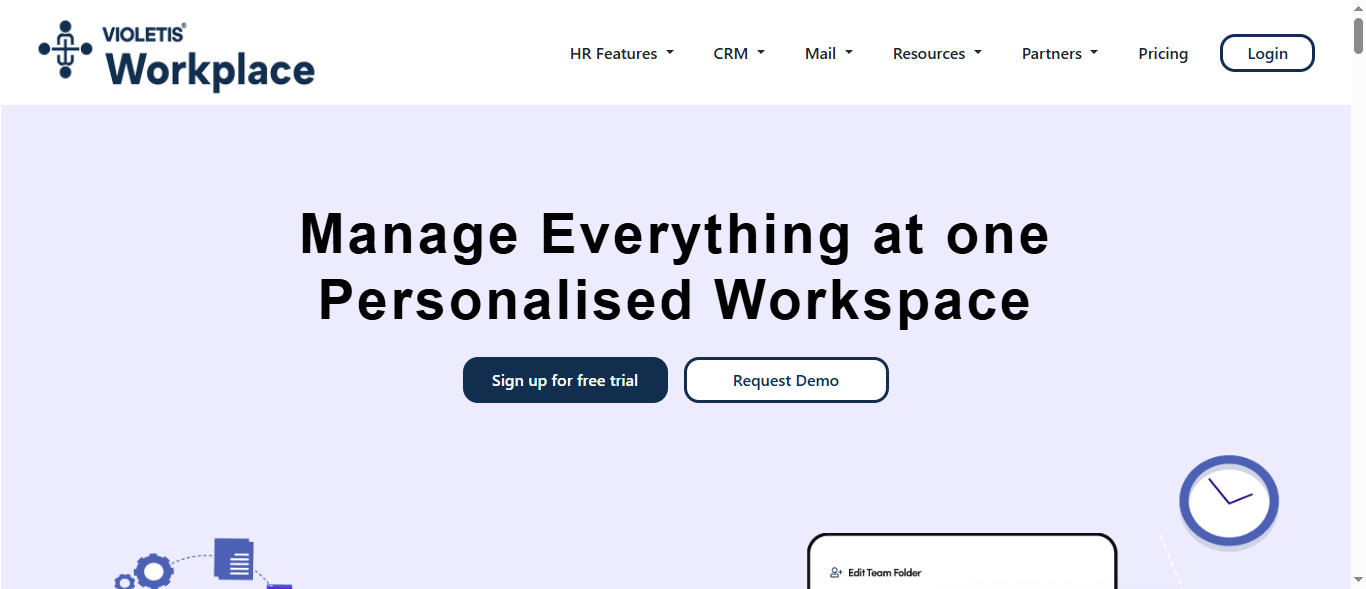 VIOLETIS®
Workplace
HR Features
CRM
Mail
Resources
Partners
Pricing
Login
Manage Everything at one
Personalised Workspace
Sign up for free trial
Request Demo
Edit Team Folder